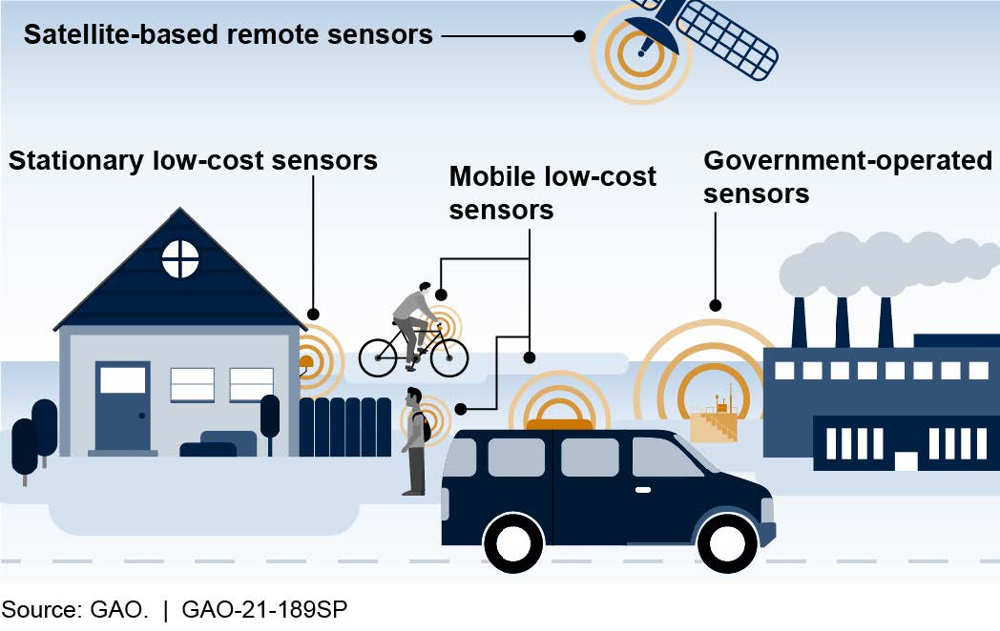 Satellite-based remote sensors
Stationary low-cost sensors
Mobile low-cost
sensors
Government-operated
sensors
Source: GAO.  |  GAO-21-189SP